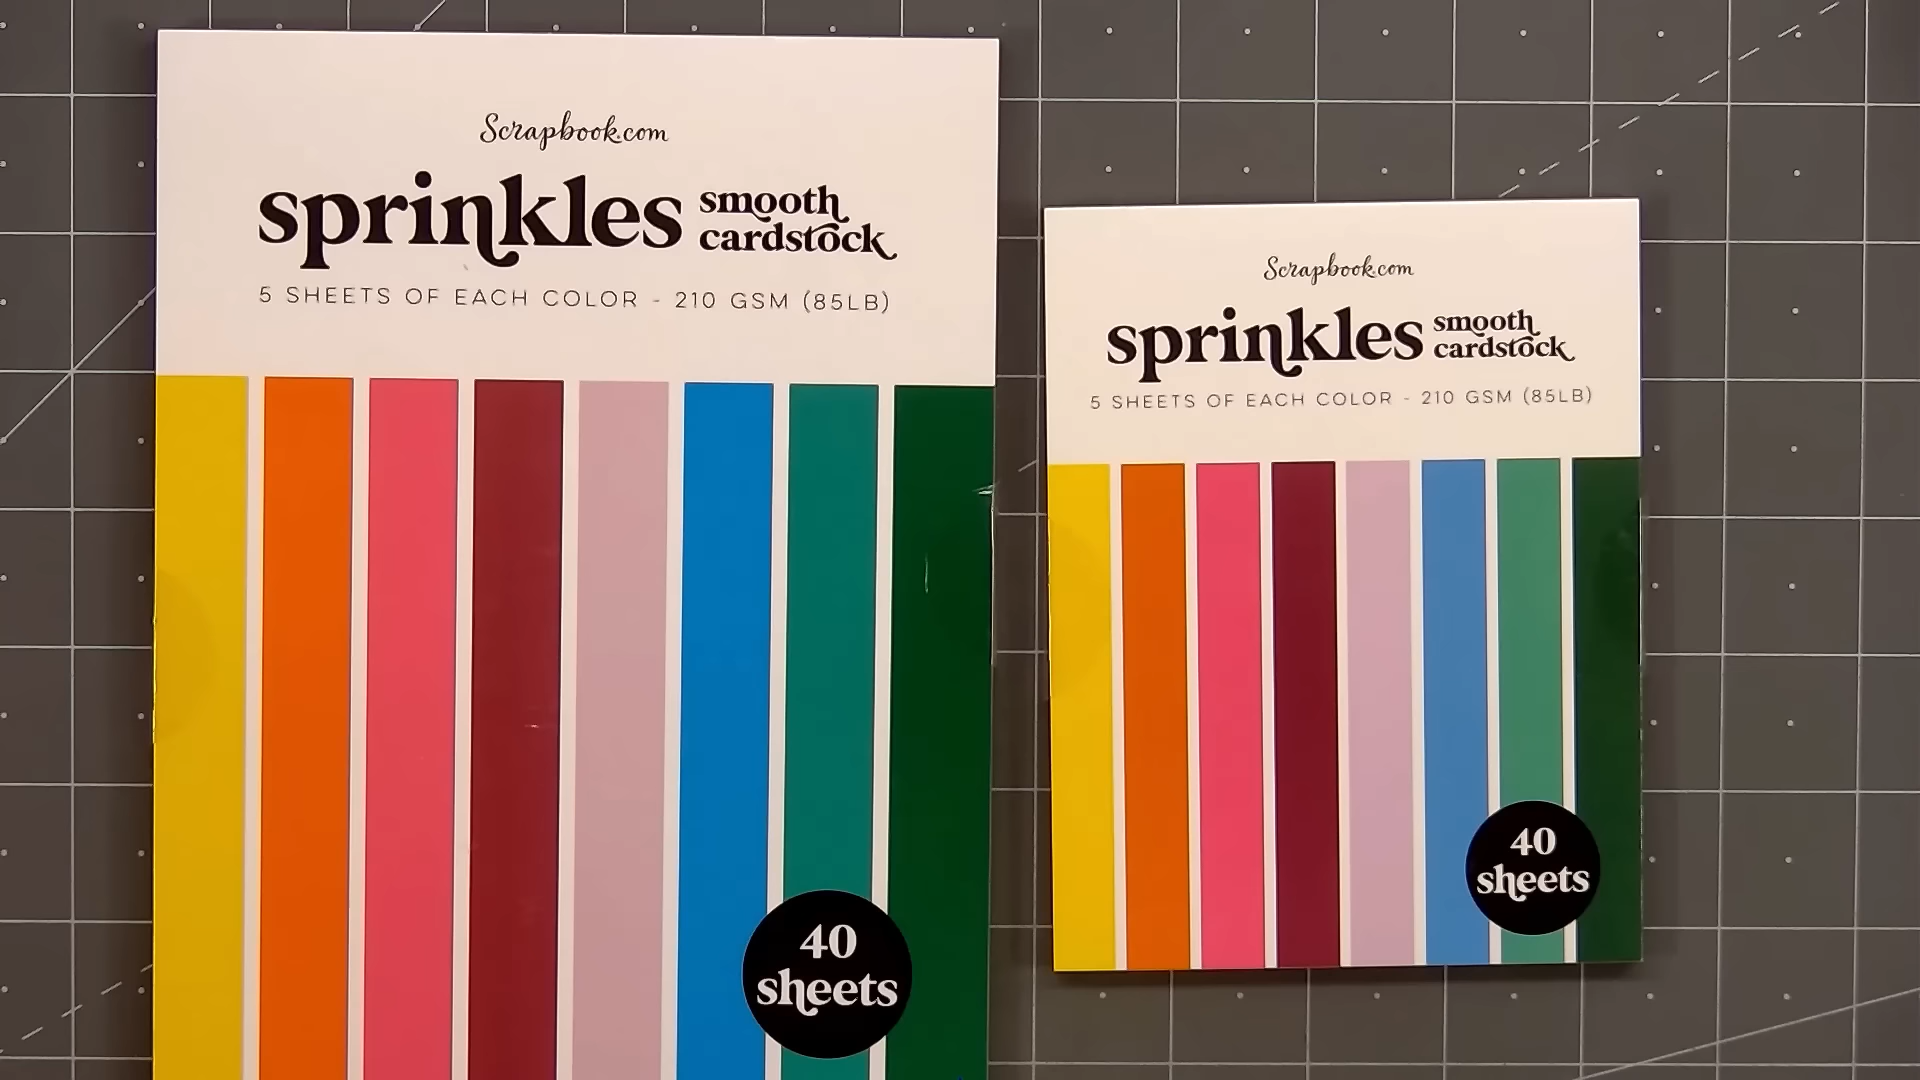 Scrapbook.com
sprinkles smooth cardstock
5 SHEETS OF EACH COLOR - 210 GSM (85LB)
40
sheets
Scrapbook.com
sprinkles smooth cardstock
5 SHEETS OF EACH COLOR - 210 GSM (85LB)
40
sheets